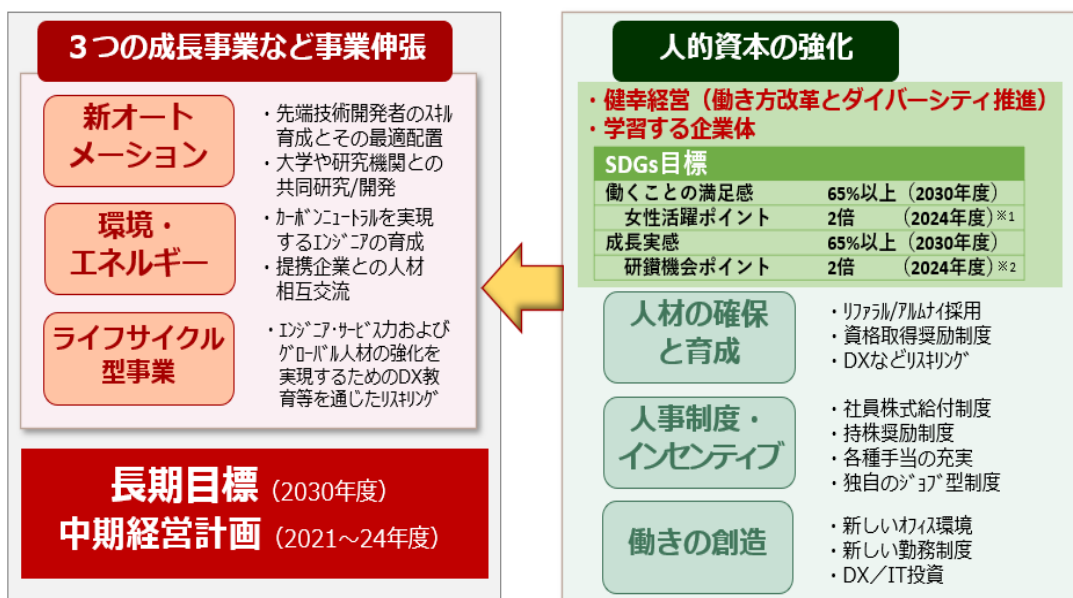 3つの成長事業など事業伸張
新オート
メーション
・先端技術開発者のｽｷﾙ
育成とその最適配置
・大学や研究機関との
共同研究/開発
環境・
エネルギー
・ｶｰﾎﾞﾝﾆｭｰﾄﾗﾙを実現
するｴﾝｼﾞﾆｱの育成
・提携企業との人材
相互交流
ライフサイクル
型事業
・ｴﾝｼﾞﾆｱ･ｻｰﾋﾞｽ力および
ｸﾞﾛｰﾊﾞﾙ人材の強化を
実現するためのDX教
育等を通じたﾘｽｷﾘﾝｸﾞ
長期目標（2030年度）
中期経営計画（2021～24年度）
人的資本の強化
・健幸経営（働き方改革とダイバーシティ推進）
・学習する企業体
SDGs目標
働くことの満足感 65%以上（2030年度）
女性活躍ポイント 2倍 （2024年度）※1
成長実感 65%以上（2030年度）
研鑽機会ポイント 2倍 （2024年度）※2
人材の確保
と育成
・ﾘﾌｧﾗﾙ/ｱﾙﾑﾅｲ採用
・資格取得奨励制度
・DXなどﾘｽｷﾘﾝｸﾞ
人事制度・
インセンティブ
・社員株式給付制度
・持株奨励制度
・各種手当の充実
・独自のｼﾞｮﾌﾞ型制度
働きの創造
・新しいｵﾌｨｽ環境
・新しい勤務制度
・DX／IT投資